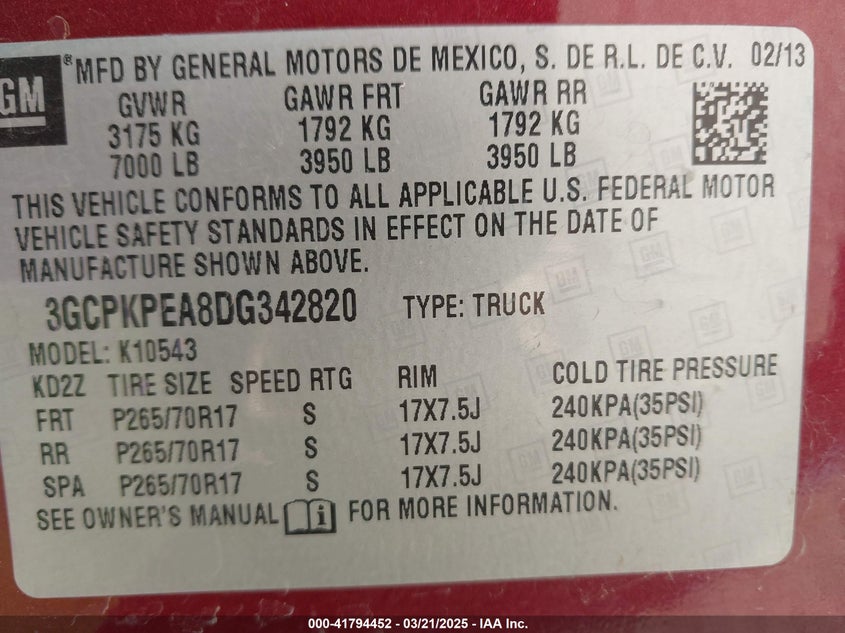 GM
® MFD BY GENERAL MOTORS DE MEXICO, S. DE R.L. DE C.V. 02/13
GVWR GAWR FRT GAWR RR
3175 KG 1792 KG 1792 KG
7000 LB 3950 LB 3950 LB
THIS VEHICLE CONFORMS TO ALL APPLICABLE U.S. FEDERAL MOTOR
VEHICLE SAFETY STANDARDS IN EFFECT ON THE DATE OF
MANUFACTURE SHOWN ABOVE.
3GCPKPEA8DG342820 TYPE: TRUCK
MODEL: K10543
KD2Z TIRE SIZE SPEED RTG RIM COLD TIRE PRESSURE
FRT P265/70R17 S 17X7.5J 240KPA(35PSI)
RR P265/70R17 S 17X7.5J 240KPA(35PSI)
SPA P265/70R17 S 17X7.5J 240KPA(35PSI)
SEE OWNER'S MANUAL i FOR MORE INFORMATION.
000-41794452 - 03/21/2025 - IAA Inc.